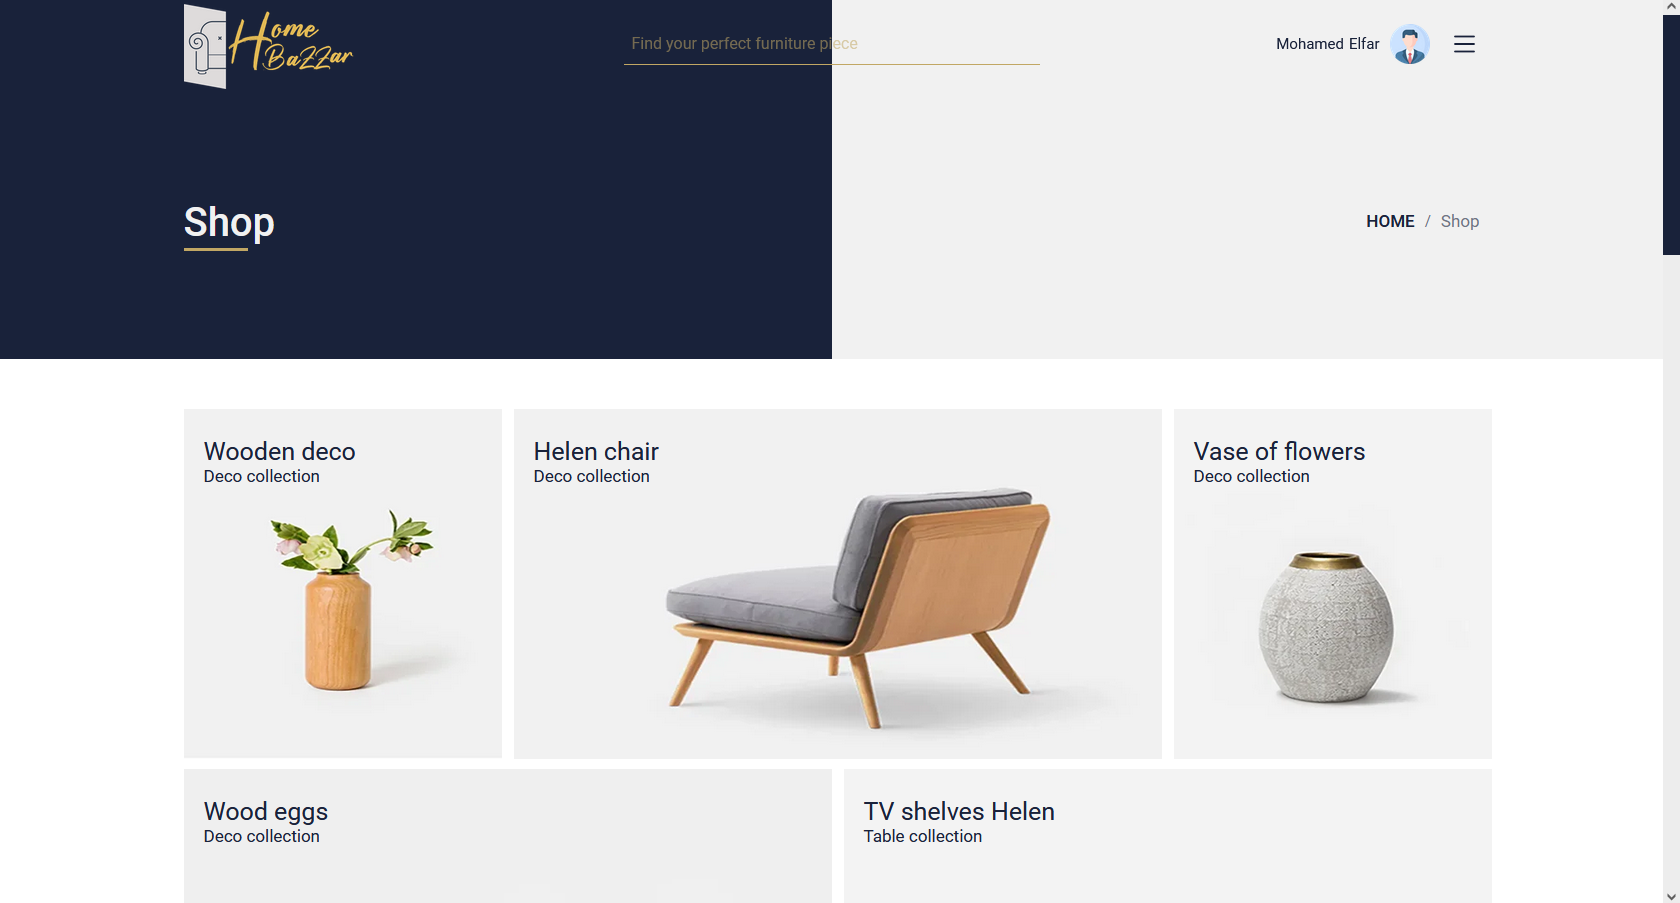 Home
BaZZar
Find your perfect furniture piece
Mohamed Elfar
Shop
HOME / Shop
Wooden deco
Deco collection
Helen chair
Deco collection
Vase of flowers
Deco collection
Wood eggs
Deco collection
TV shelves Helen
Table collection